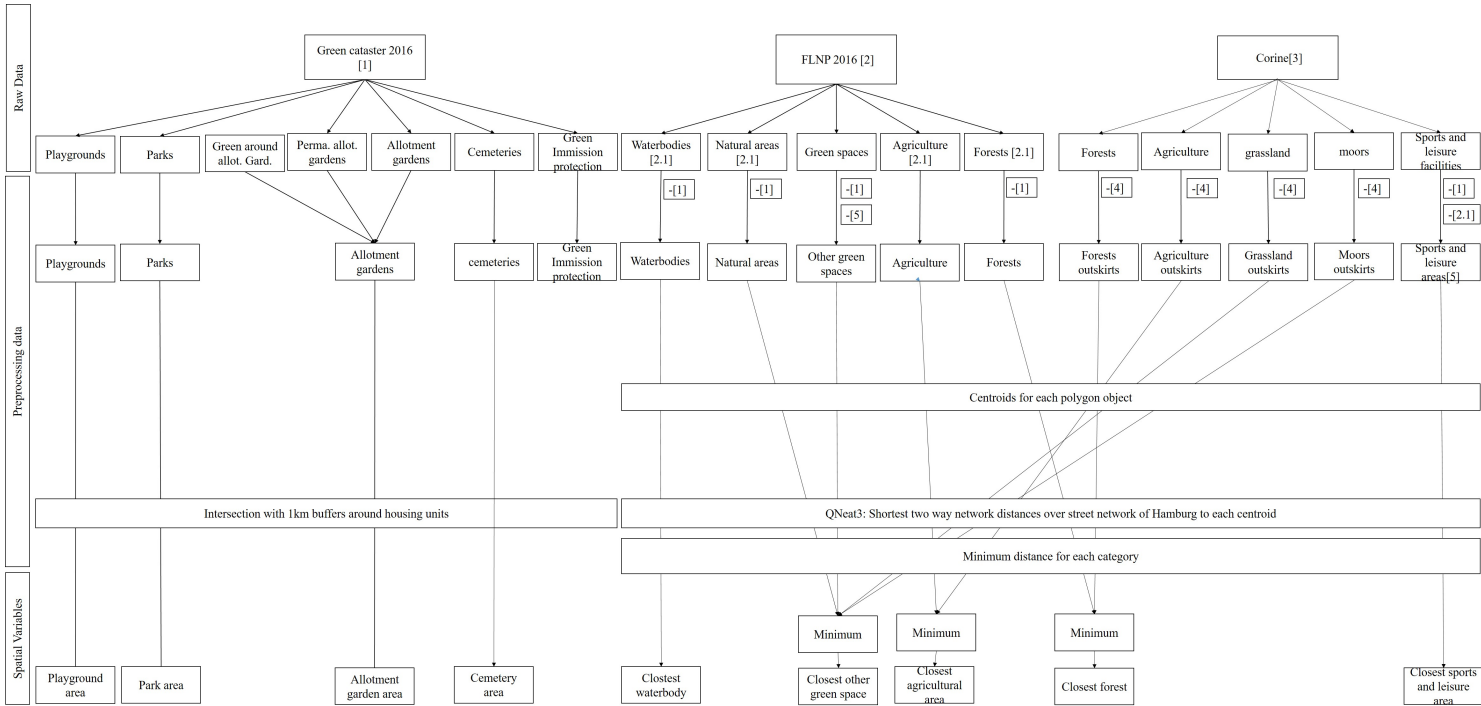 Raw Data
Green cataster 2016
[1]
FLNP 2016 [2]
Corine[3]
Playgrounds
Parks
Green around
allot. Gard.
Perma. allot.
gardens
Allotment
gardens
Cemeteries
Green
Immission
protection
Waterbodies
[2.1]
Natural areas
[2.1]
Green spaces
Agriculture
[2.1]
Forests [2.1]
Forests
Agriculture
grassland
moors
Sports and
leisure
facilities
Preprocessing data
-[1]
-[1]
-[1]
-[5]
-[1]
-[4]
-[4]
-[4]
-[4]
-[1]
-[2.1]
Playgrounds
Parks
Allotment
gardens
cemeteries
Green
Immission
protection
Waterbodies
Natural areas
Other green
spaces
Agriculture
Forests
Forests
outskirts
Agriculture
outskirts
Grassland
outskirts
Moors
outskirts
Sports and
leisure
areas[5]
Centroids for each polygon object
Intersection with 1km buffers around housing units
QNeat3: Shortest two way network distances over street network of Hamburg to each centroid
Minimum distance for each category
Spatial Variables
Minimum
Minimum
Minimum
Playground
area
Park area
Allotment
garden area
Cemetery
area
Clostest
waterbody
Closest other
green space
Closest
agricultural
area
Closest forest
Closest sports
and leisure
area